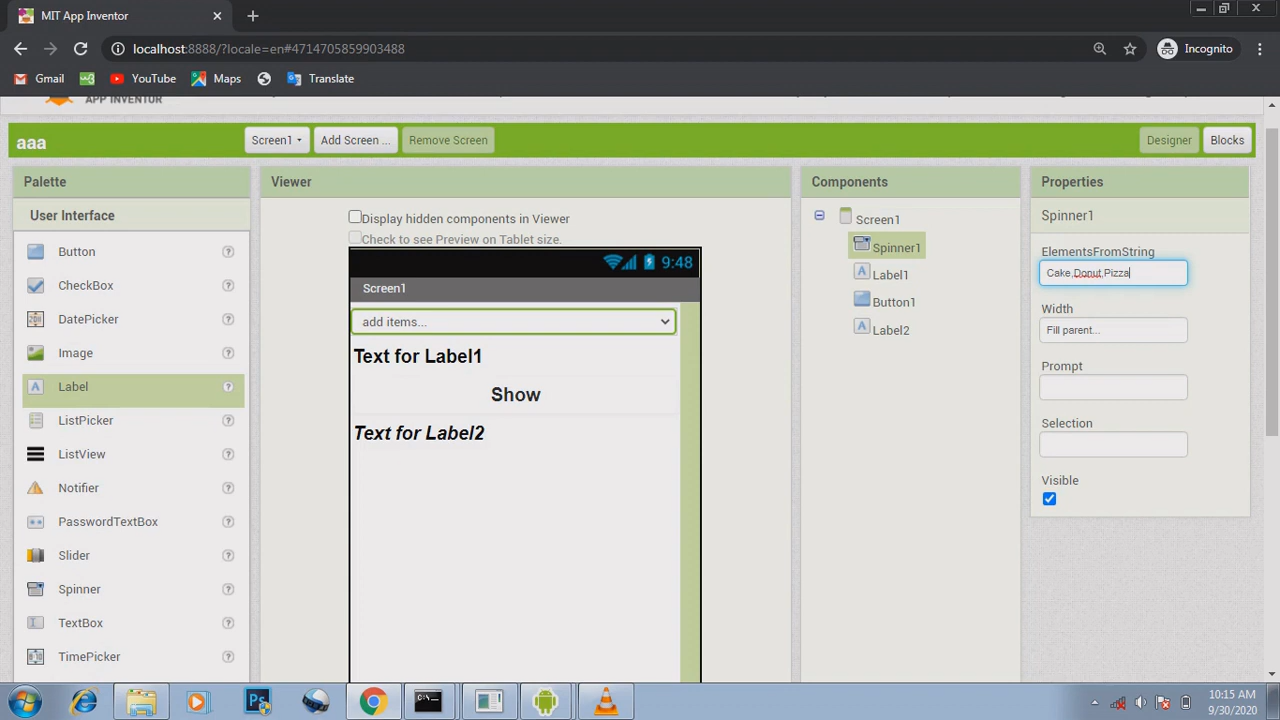 MIT App Inventor
localhost:8888/?locale=en#4714705859903488
Incognito
Gmail
YouTube
Maps
Translate
APP INVENTOR
aaa
Screen1
Add Screen ...
Remove Screen
Designer
Blocks
Palette
Viewer
Components
Properties
User Interface
Button
CheckBox
DatePicker
Image
Label
ListPicker
ListView
Notifier
PasswordTextBox
Slider
Spinner
TextBox
TimePicker
Display hidden components in Viewer
Check to see Preview on Tablet size.
9:48
Screen1
add items...
Text for Label1
Show
Text for Label2
Screen1
Spinner1
Label1
Button1
Label2
Spinner1
ElementsFromString
Cake,Donut,Pizza
Width
Fill parent...
Prompt
Selection
Visible
10:15 AM
9/30/2020